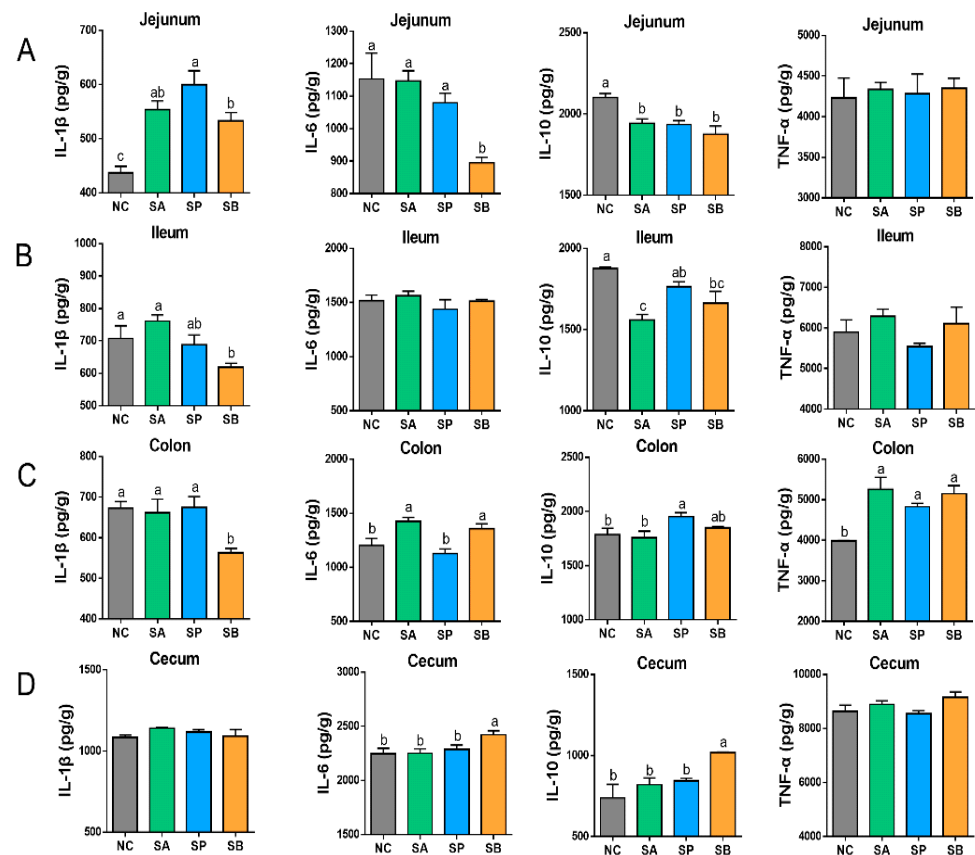 A
Jejunum
IL-1β (pg/g)
700
600
500
400
c
ab
a
b
NC SA SP SB
Jejunum
IL-6 (pg/g)
1300
1200
1100
1000
900
800
a
a
a
b
NC SA SP SB
Jejunum
IL-10 (pg/g)
2500
2000
1500
a
b
b
b
NC SA SP SB
Jejunum
TNF-α (pg/g)
5000
4500
4000
3500
3000
NC SA SP SB
B
Ileum
IL-1β (pg/g)
1000
900
800
700
600
500
a
a
ab
b
NC SA SP SB
Ileum
IL-6 (pg/g)
2000
1500
1000
500
NC SA SP SB
Ileum
IL-10 (pg/g)
2000
1500
1000
a
c
ab
bc
NC SA SP SB
Ileum
TNF-α (pg/g)
8000
7000
6000
5000
4000
NC SA SP SB
C
Colon
IL-1β (pg/g)
800
700
600
500
400
a
a
a
b
NC SA SP SB
Colon
IL-6 (pg/g)
2000
1500
1000
500
b
a
b
a
NC SA SP SB
Colon
IL-10 (pg/g)
2500
2000
1500
1000
b
b
a
ab
NC SA SP SB
Colon
TNF-α (pg/g)
6000
5000
4000
3000
2000
b
a
a
a
NC SA SP SB
D
Cecum
IL-1β (pg/g)
1500
1000
500
NC SA SP SB
Cecum
IL-6 (pg/g)
3000
2500
2000
1500
b
b
b
a
NC SA SP SB
Cecum
IL-10 (pg/g)
1500
1000
500
b
b
b
a
NC SA SP SB
Cecum
TNF-α (pg/g)
10000
8000
6000
4000
NC SA SP SB